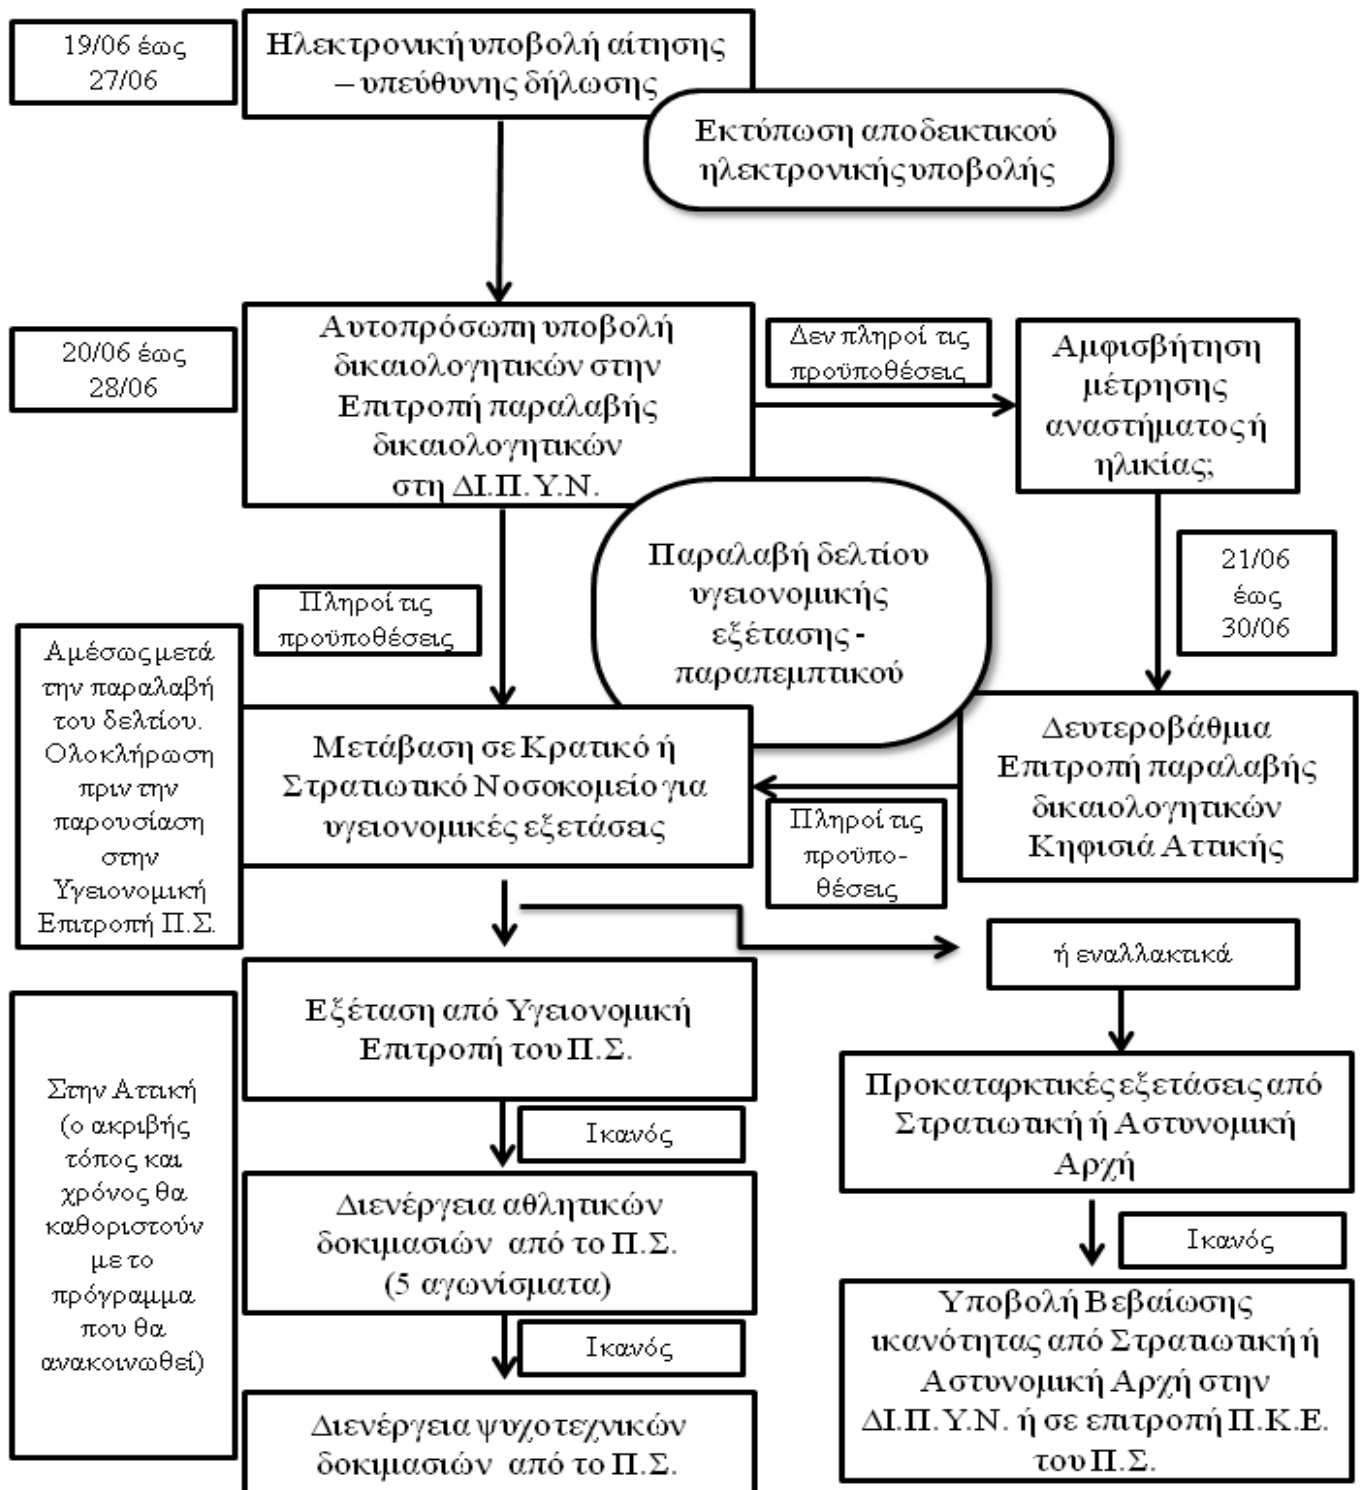 19/06 έως
27/06
Ηλεκτρονική υποβολή αίτησης
– υπεύθυνης δήλωσης
Εκτύπωση αποδεικτικού
ηλεκτρονικής υποβολής
20/06 έως
28/06
Αυτοπρόσωπη υποβολή
δικαιολογητικών στην
Επιτροπή παραλαβής
δικαιολογητικών
στη ΔΙ.Π.Υ.Ν.
Δεν πληροί τις
προϋποθέσεις
Αμφισβήτηση
μέτρησης
αναστήματος ή
ηλικίας;
Παραλαβή δελτίου
υγειονομικής
εξέτασης -
παραπεμπτικού
21/06
έως
30/06
Πληροί τις
προϋποθέσεις
Αμέσως μετά
την παραλαβή
του δελτίου.
Ολοκλήρωση
πριν την
παρουσίαση
στην
Υγειονομική
Επιτροπή Π.Σ.
Μετάβαση σε Κρατικό ή
Στρατιωτικό Νοσοκομείο για
υγειονομικές εξετάσεις
Πληροί τις
προϋπο-
θέσεις
Δευτεροβάθμια
Επιτροπή παραλαβής
δικαιολογητικών
Κηφισιά Αττικής
ή εναλλακτικά
Στην Αττική
(ο ακριβής
τόπος και
χρόνος θα
καθοριστούν
με το
πρόγραμμα
που θα
ανακοινωθεί)
Εξέταση από Υγειονομική
Επιτροπή του Π.Σ.
Ικανός
Διενέργεια αθλητικών
δοκιμασιών από το Π.Σ.
(5 αγωνίσματα)
Ικανός
Διενέργεια ψυχοτεχνικών
δοκιμασιών από το Π.Σ.
Προκαταρκτικές εξετάσεις από
Στρατιωτική ή Αστυνομική
Αρχή
Ικανός
Υποβολή Βεβαίωσης
ικανότητας από Στρατιωτική ή
Αστυνομική Αρχή στην
ΔΙ.Π.Υ.Ν. ή σε επιτροπή Π.Κ.Ε.
του Π.Σ.